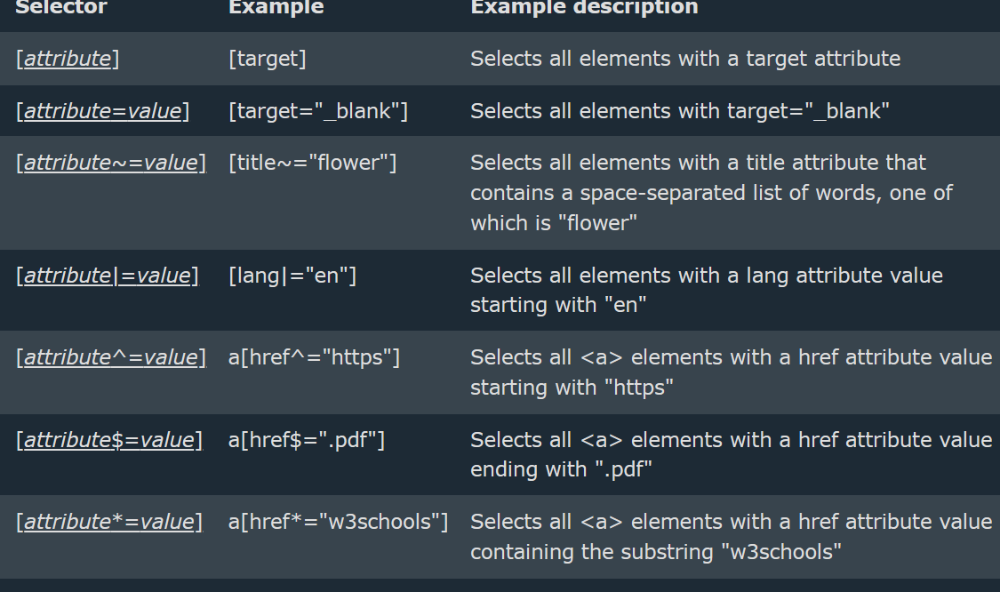 Selector Example Example description
[attribute] [target] Selects all elements with a target attribute
[attribute=value] [target="_blank"] Selects all elements with target="_blank"
[attribute~=value] [title~="flower"] Selects all elements with a title attribute that
contains a space-separated list of words, one of
which is "flower"
[attribute|=value] [lang|="en"] Selects all elements with a lang attribute value
starting with "en"
[attribute^=value] a[href^="https"] Selects all <a> elements with a href attribute value
starting with "https"
[attribute$=value] a[href$=".pdf"] Selects all <a> elements with a href attribute value
ending with ".pdf"
[attribute*=value] a[href*="w3schools"] Selects all <a> elements with a href attribute value
containing the substring "w3schools"